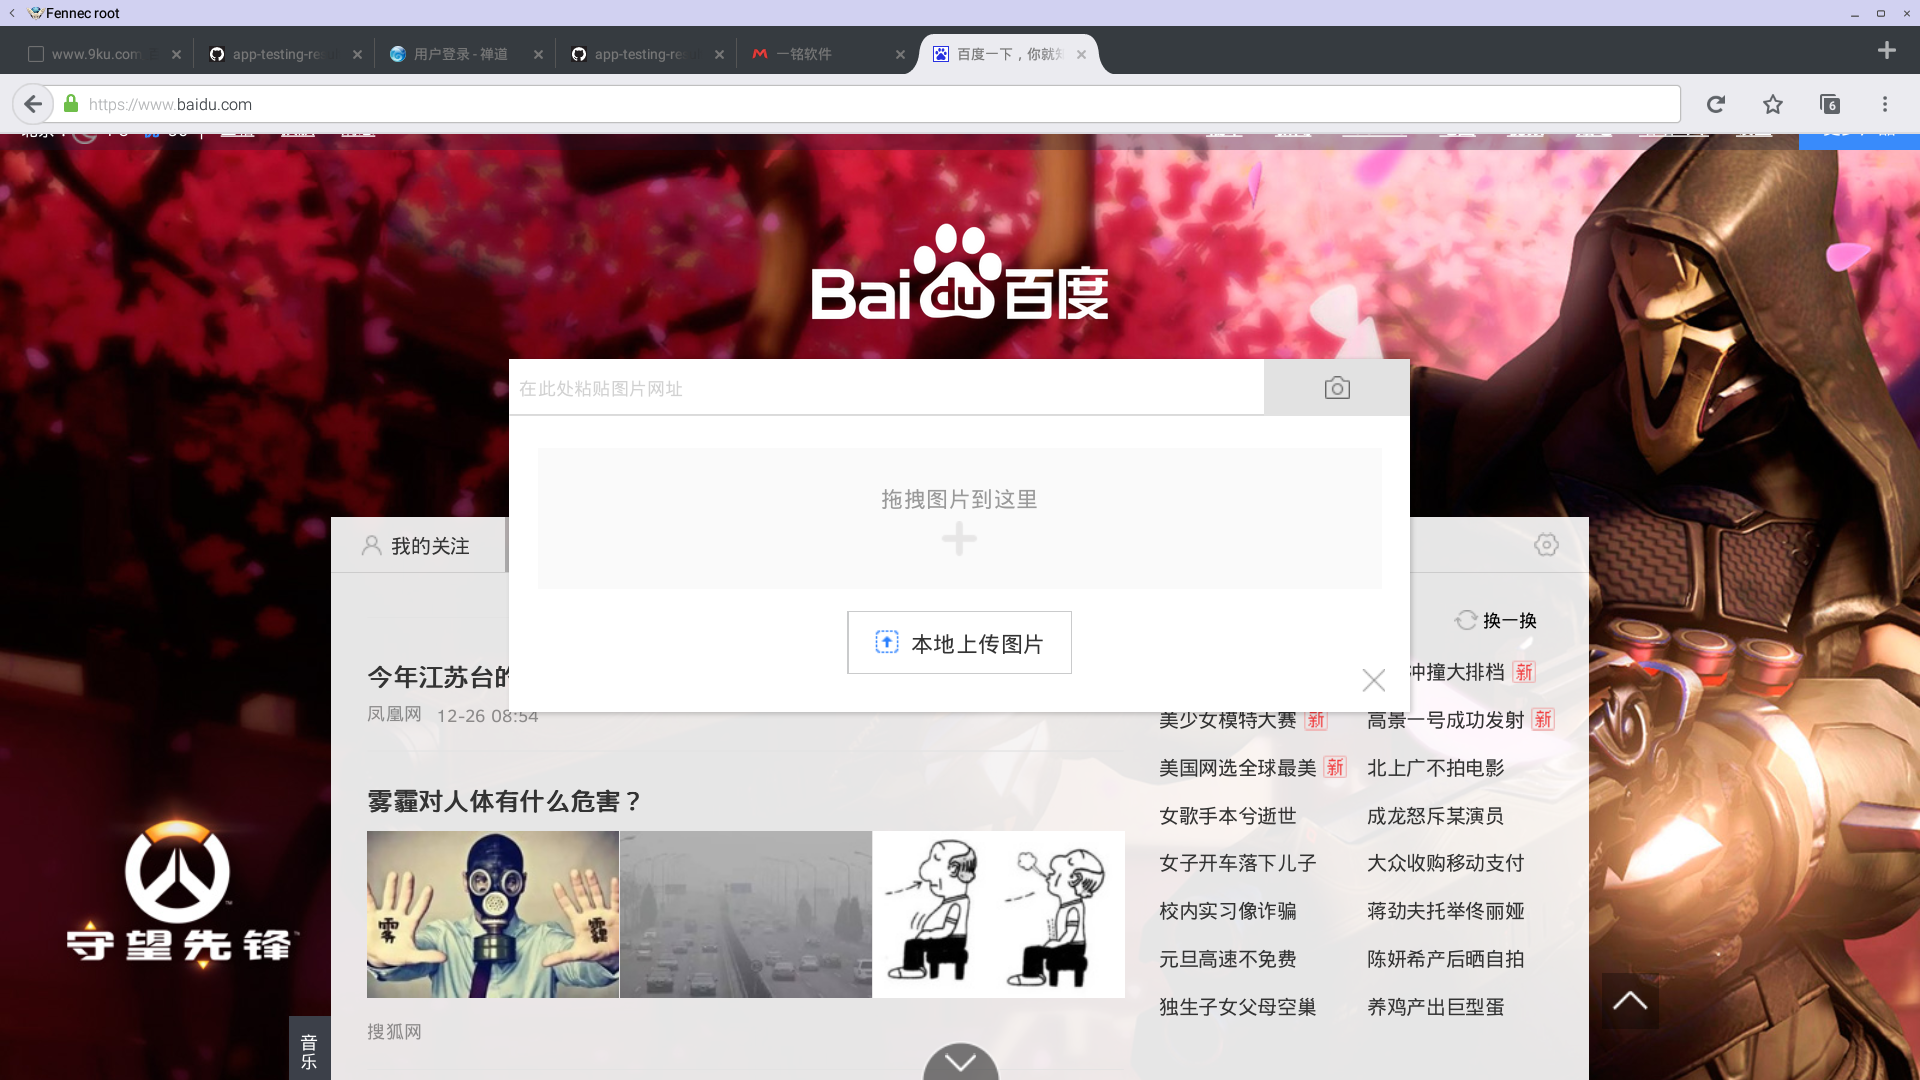 Fennec root
www.9ku.com
app-testing-re
用户登录 - 禅道
app-testing-re
一铭软件
百度一下，你就知
https://www.baidu.com
6
Bai du 百度
在此处粘贴图片网址
拖拽图片到这里
本地上传图片
我的关注
换一换
今年江苏台的
凤凰网 12-26 08:54
冲撞大排档 新
美少女模特大赛 新 高景一号成功发射 新
美国网选全球最美 新 北上广不拍电影
雾霾对人体有什么危害？
女歌手本兮逝世 成龙怒斥某演员
女子开车落下儿子 大众收购移动支付
校内实习像诈骗 蒋劲夫托举佟丽娅
元旦高速不免费 陈妍希产后晒自拍
独生子女父母空巢 养鸡产出巨型蛋
雾 霾
守望先锋
搜狐网
音乐